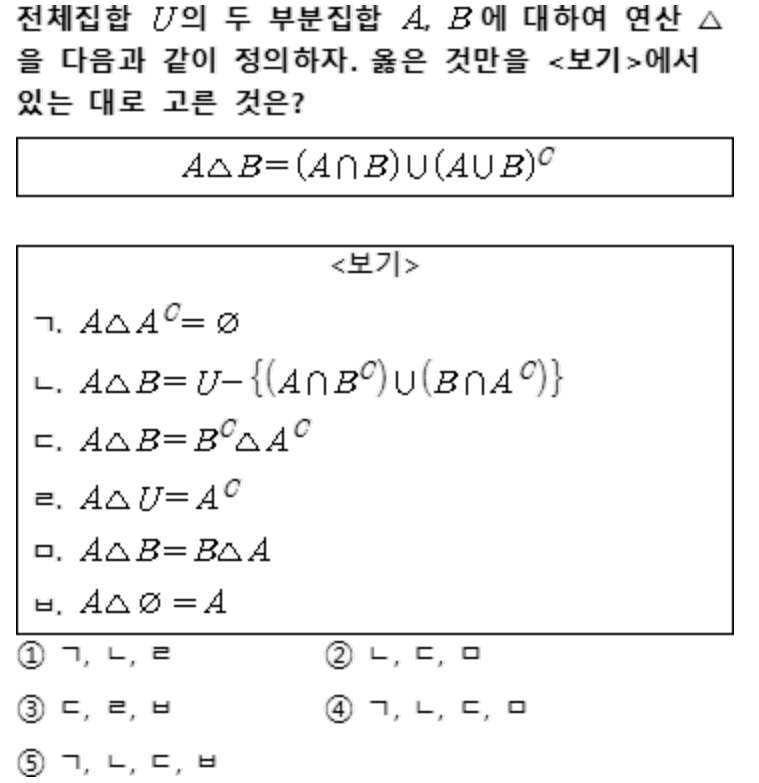 전체집합 U의 두 부분집합 A, B에 대하여 연산 △
을 다음과 같이 정의하자. 옳은 것만을 <보기>에서
있는 대로 고른 것은?
A△B=(A∩B)∪(A∪B)^C
<보기>
ㄱ. A△A^C=∅
ㄴ. A△B=U-{(A∩B^C)∪(B∩A^C)}
ㄷ. A△B=B^C△A^C
ㄹ. A△U=A^C
ㅁ. A△B=B△A
ㅂ. A△∅=A
① ㄱ, ㄴ, ㄹ ② ㄴ, ㄷ, ㅁ
③ ㄷ, ㄹ, ㅂ ④ ㄱ, ㄴ, ㄷ, ㅁ
⑤ ㄱ, ㄴ, ㄷ, ㅂ